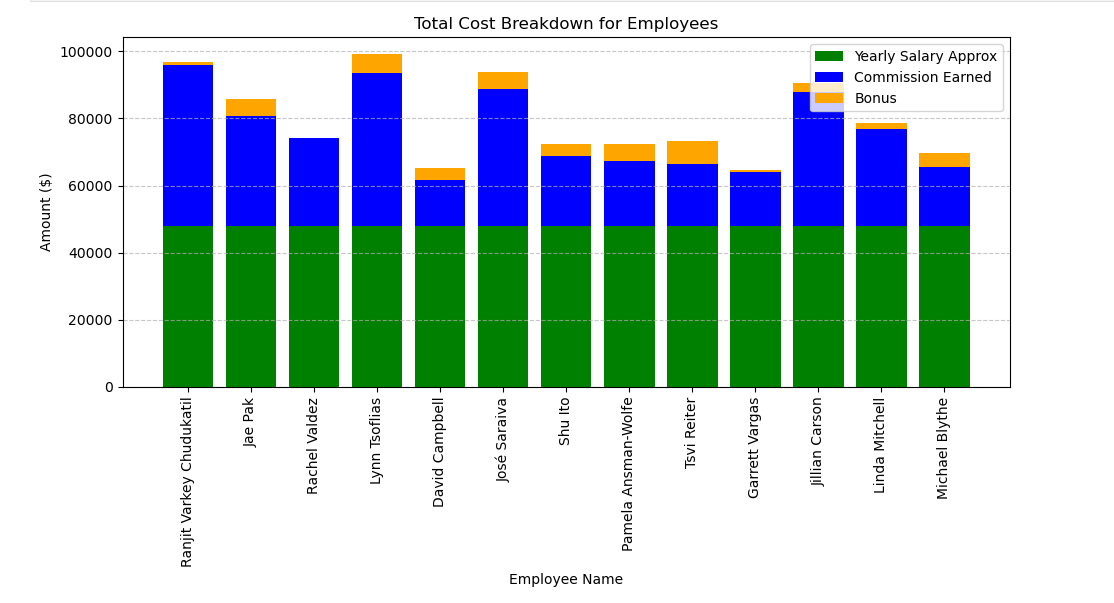 Total Cost Breakdown for Employees
Yearly Salary Approx
Commission Earned
Bonus
Amount ($)
100000
80000
60000
40000
20000
0
Ranjit Varkey Chudukatil
Jae Pak
Rachel Valdez
Lynn Tsoflias
David Campbell
José Saraiva
Shu Ito
Pamela Ansman-Wolfe
Tsvi Reiter
Garrett Vargas
Jillian Carson
Linda Mitchell
Michael Blythe
Employee Name